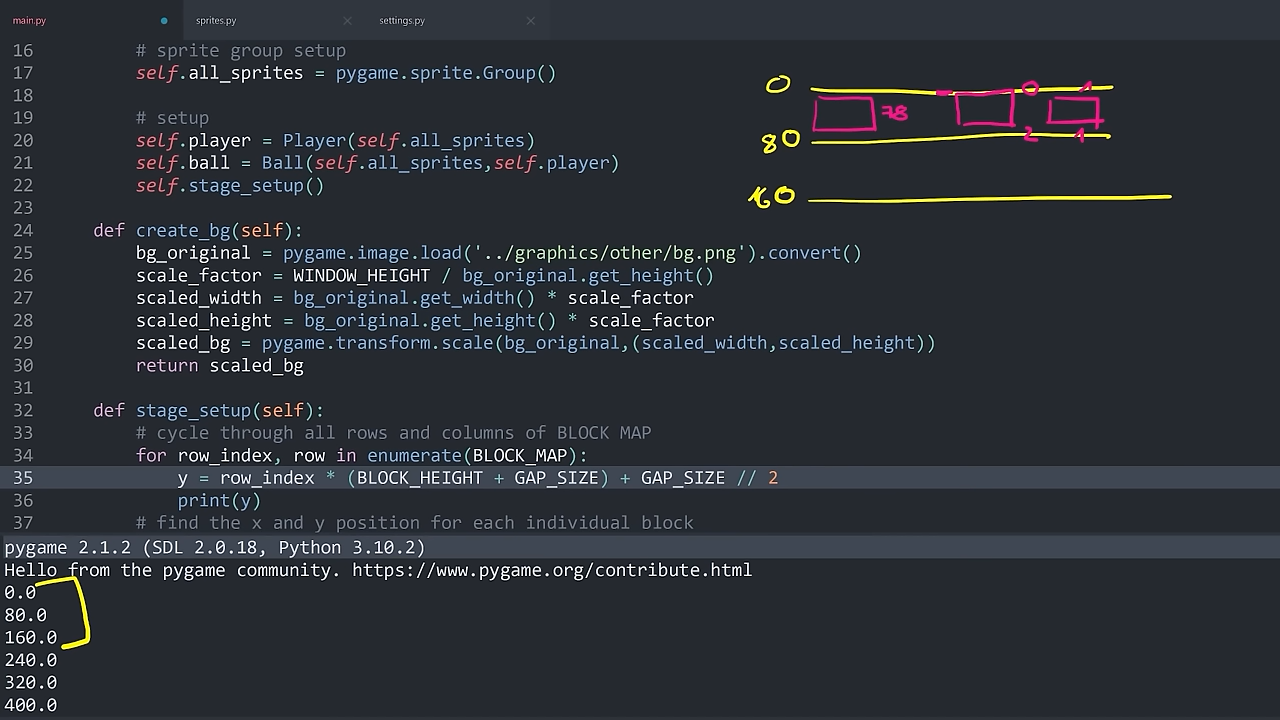 main.py sprites.py settings.py
16 # sprite group setup
17 self.all_sprites = pygame.sprite.Group()
18
19 # setup
20 self.player = Player(self.all_sprites)
21 self.ball = Ball(self.all_sprites,self.player)
22 self.stage_setup()
23
24 def create_bg(self):
25 bg_original = pygame.image.load('../graphics/other/bg.png').convert()
26 scale_factor = WINDOW_HEIGHT / bg_original.get_height()
27 scaled_width = bg_original.get_width() * scale_factor
28 scaled_height = bg_original.get_height() * scale_factor
29 scaled_bg = pygame.transform.scale(bg_original,(scaled_width,scaled_height))
30 return scaled_bg
31
32 def stage_setup(self):
33 # cycle through all rows and columns of BLOCK MAP
34 for row_index, row in enumerate(BLOCK_MAP):
35 y = row_index * (BLOCK_HEIGHT + GAP_SIZE) + GAP_SIZE // 2
36 print(y)
37 # find the x and y position for each individual block
0
0 1
78
80
2 1
160
pygame 2.1.2 (SDL 2.0.18, Python 3.10.2)
Hello from the pygame community. https://www.pygame.org/contribute.html
0.0
80.0
160.0
240.0
320.0
400.0